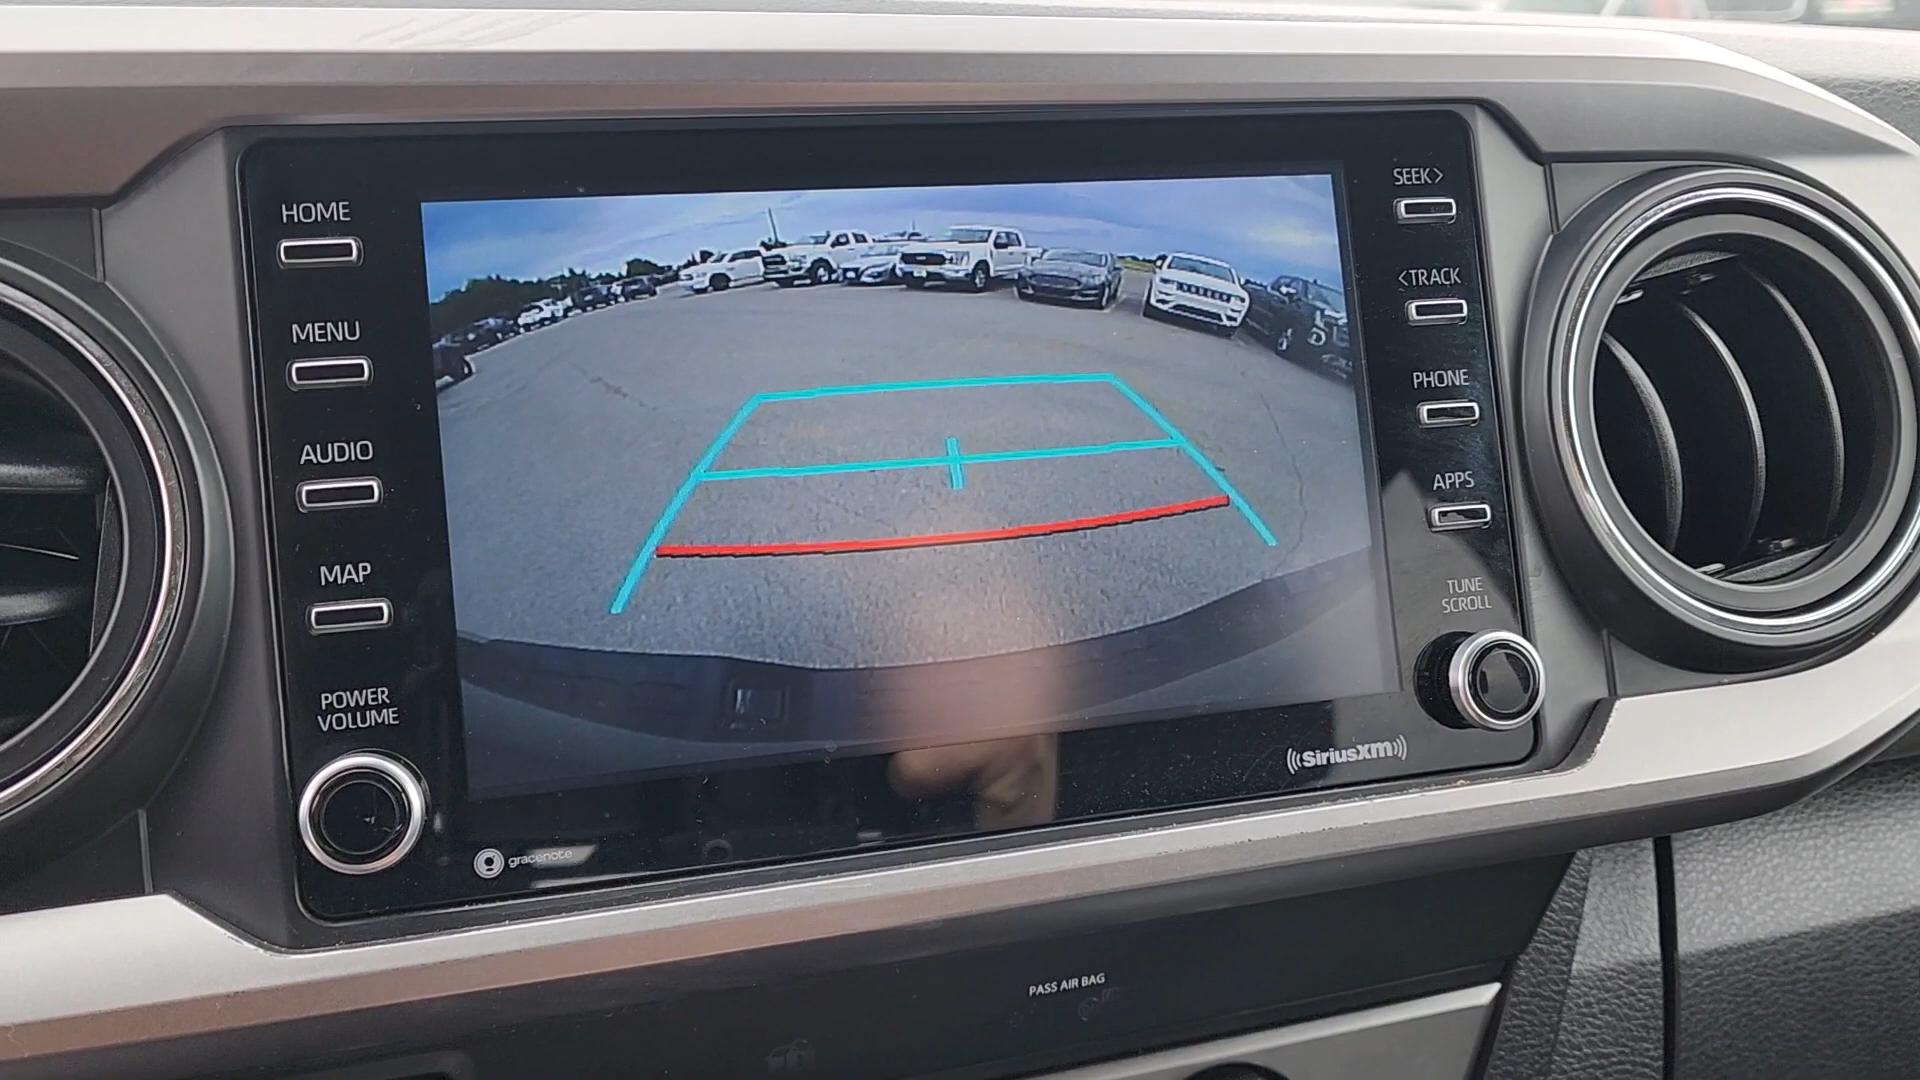 HOME
MENU
AUDIO
MAP
POWER
VOLUME
SEEK>
<TRACK
PHONE
APPS
TUNE
SCROLL
SiriusXM
gracenote
PASS AIR BAG